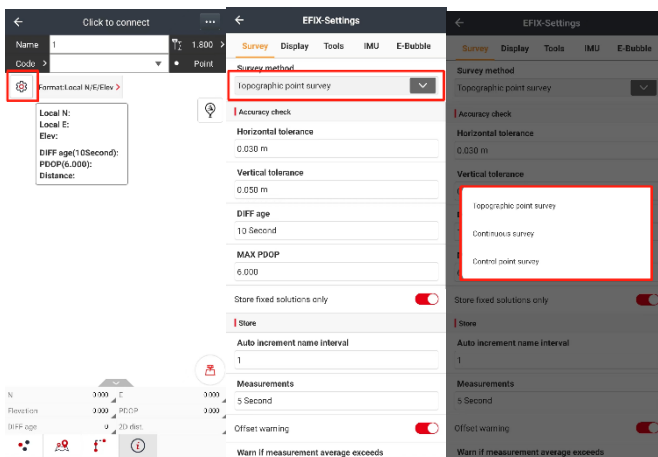 Click to connect
Name 1 1.800
Code Point
Format:Local N/E/Elev
Local N:
Local E:
Elev:
DIFF age(10Second):
PDOP(6.000):
Distance:
N 0.000 E 0.000
Elevation 0.000 PDOP 0.000
DIFF age 0 2D dist.
EFIX-Settings
Survey Display Tools IMU E-Bubble
Survey method
Topographic point survey
Accuracy check
Horizontal tolerance
0.030 m
Vertical tolerance
0.050 m
DIFF age
10 Second
MAX PDOP
6.000
Store fixed solutions only
Store
Auto increment name interval
1
Measurements
5 Second
Offset warning
Warn if measurement average exceeds
EFIX-Settings
Survey Display Tools IMU E-Bubble
Survey method
Topographic point survey
Accuracy check
Horizontal tolerance
0.030 m
Vertical tolerance
Topographic point survey
Continuous survey
Control point survey
Store fixed solutions only
Store
Auto increment name interval
1
Measurements
5 Second
Offset warning
Warn if measurement average exceeds